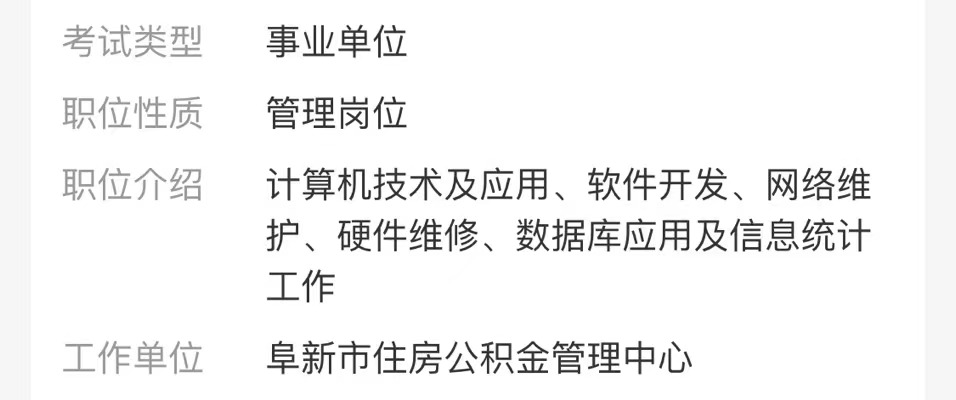 考试类型 事业单位
职位性质 管理岗位
职位介绍 计算机技术及应用、软件开发、网络维
护、硬件维修、数据库应用及信息统计
工作
工作单位 阜新市住房公积金管理中心